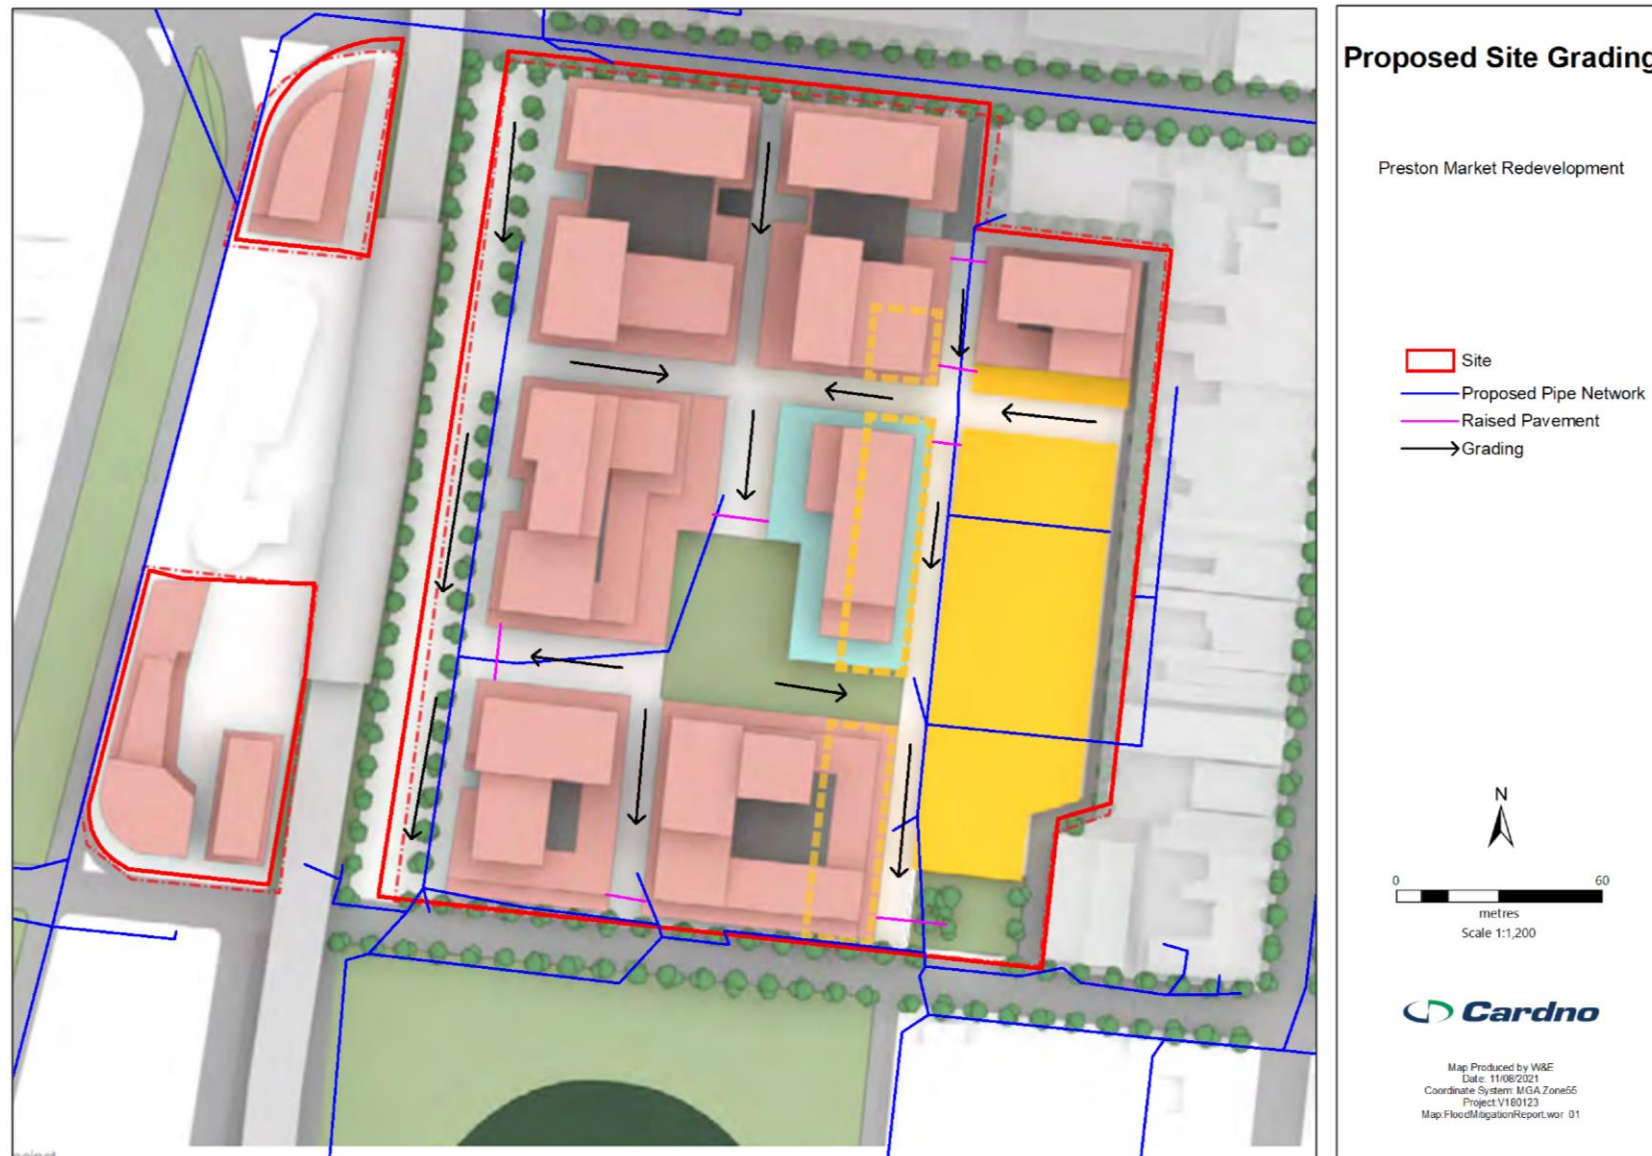 Proposed Site Grading
Preston Market Redevelopment
Site
Proposed Pipe Network
Raised Pavement
Grading
N
0 60
metres
Scale 1:1,200
Cardno
Map Produced by W&E
Date: 11/08/2021
Coordinate System: MGA Zone55
Project:V180123
Map:FloodMitigationReport.wor 01